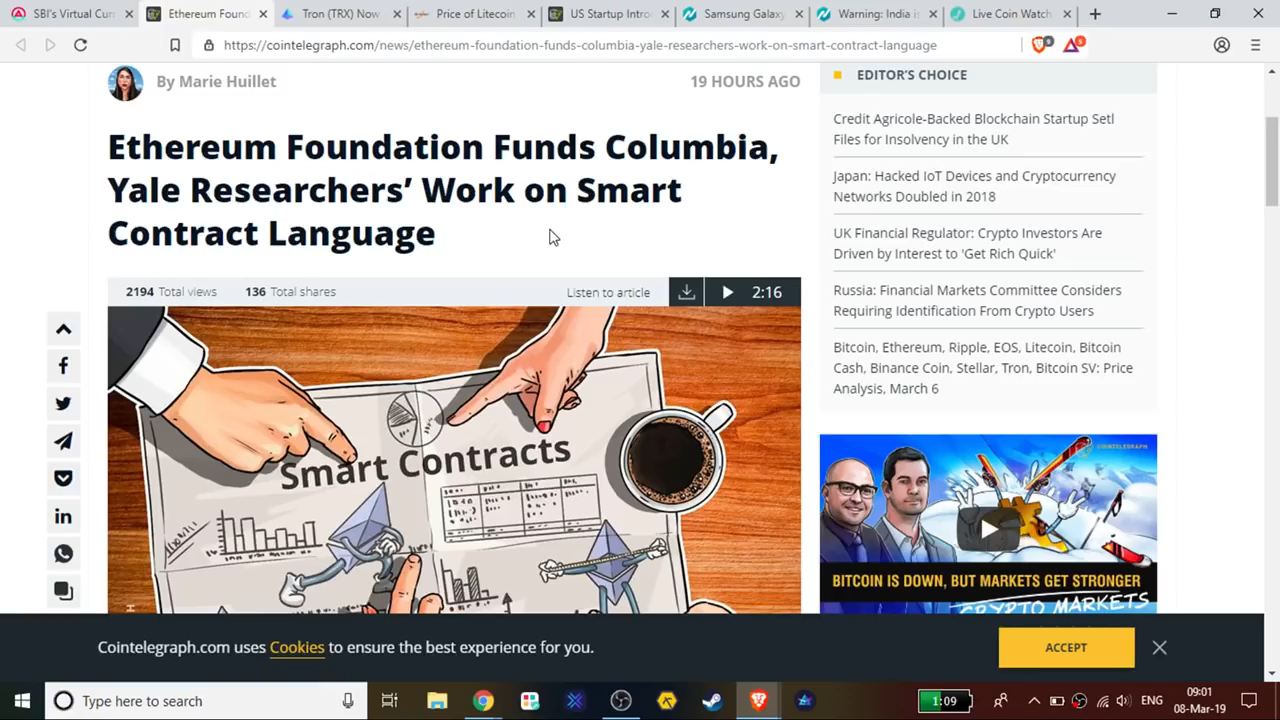 SBI's Virtual Curr
Ethereum Found
Tron (TRX) Now
Price of Litecoin
US Startup Intro
Samsung Galax
Warning: India is
Live Coin Watch
https://cointelegraph.com/news/ethereum-foundation-funds-columbia-yale-researchers-work-on-smart-contract-language
By Marie Huillet
19 HOURS AGO
Ethereum Foundation Funds Columbia,
Yale Researchers’ Work on Smart
Contract Language
2194 Total views 136 Total shares
Listen to article
2:16
Smart Contracts
EDITOR'S CHOICE
Credit Agricole-Backed Blockchain Startup Setl
Files for Insolvency in the UK
Japan: Hacked IoT Devices and Cryptocurrency
Networks Doubled in 2018
UK Financial Regulator: Crypto Investors Are
Driven by Interest to 'Get Rich Quick'
Russia: Financial Markets Committee Considers
Requiring Identification From Crypto Users
Bitcoin, Ethereum, Ripple, EOS, Litecoin, Bitcoin
Cash, Binance Coin, Stellar, Tron, Bitcoin SV: Price
Analysis, March 6
COINTELEGRAPH
BITCOIN IS DOWN, BUT MARKETS GET STRONGER
CRYPTO MARKETS
Cointelegraph.com uses Cookies to ensure the best experience for you.
ACCEPT
Type here to search
1:09
ENG
09:01
08-Mar-19